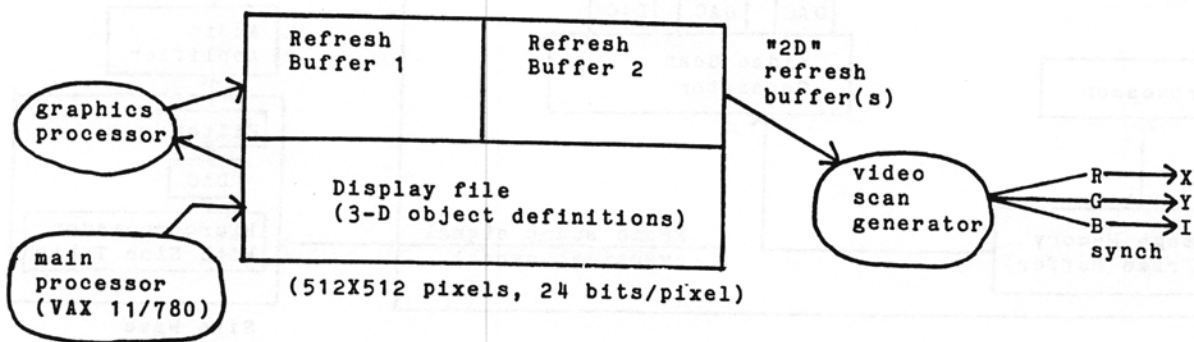 Refresh
Buffer 1
Refresh
Buffer 2
"2D"
refresh
buffer(s)
graphics
processor
Display file
(3-D object definitions)
video
scan
generator
R X
G Y
B I
synch
main
processor
(VAX 11/780)
(512X512 pixels, 24 bits/pixel)